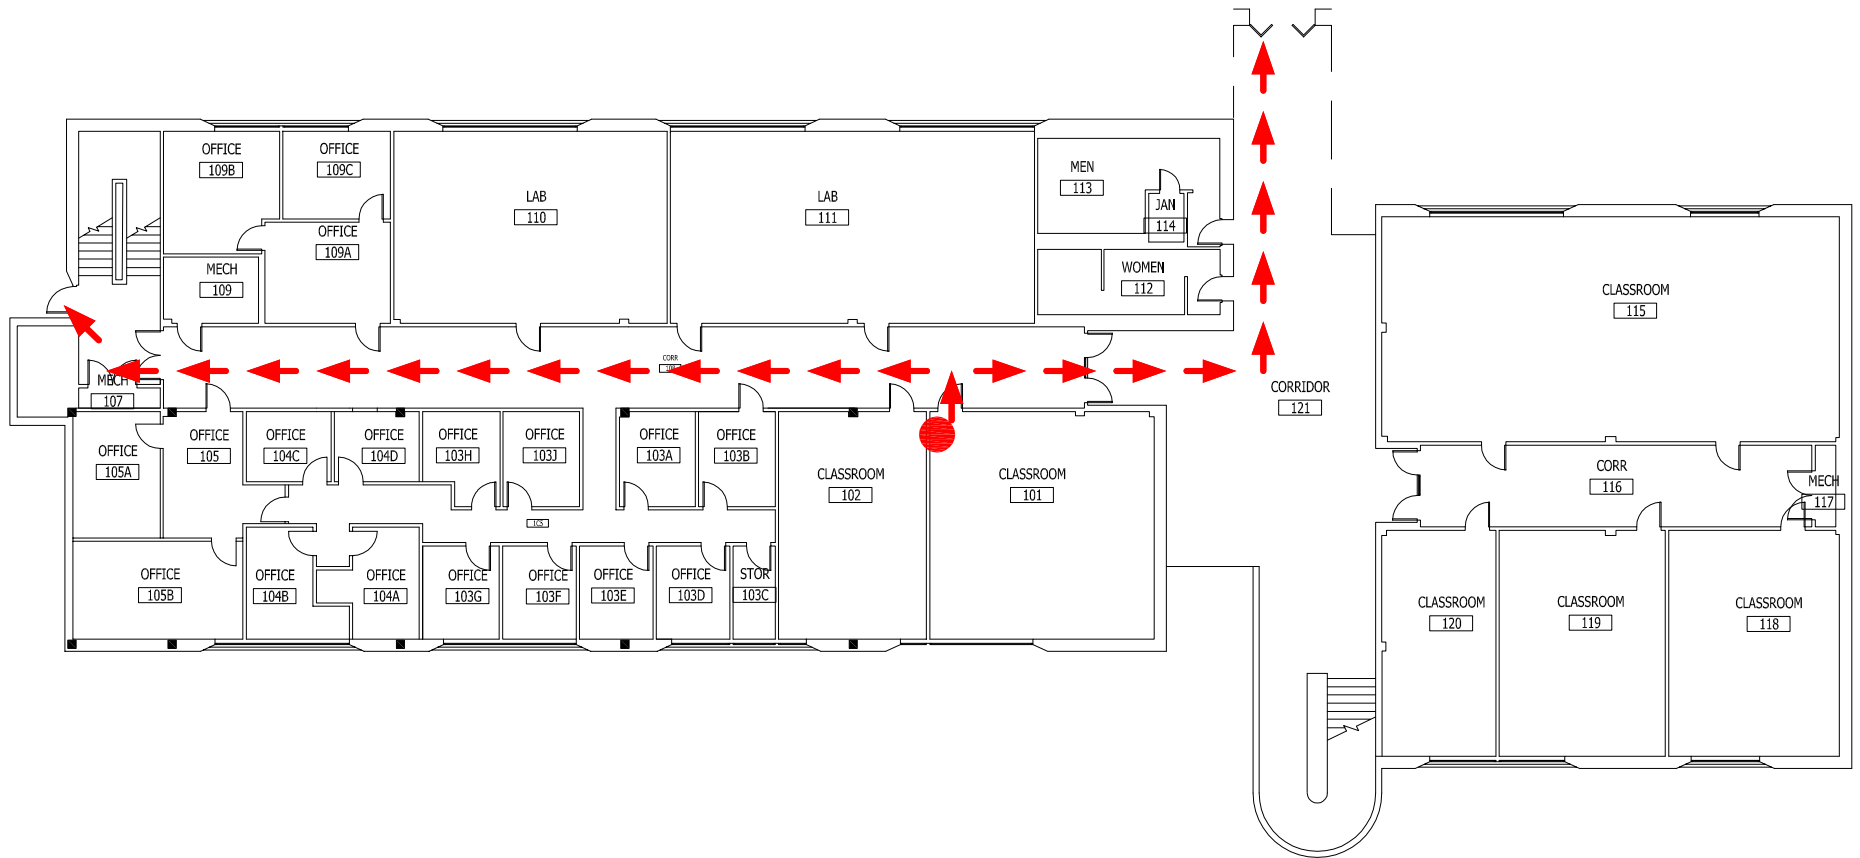 OFFICE
109B
OFFICE
109C
LAB
110
LAB
111
MEN
113
JAN
114
OFFICE
109A
MECH
109
WOMEN
112
CLASSROOM
115
CORR
MECH
107
CORRIDOR
121
OFFICE
105A
OFFICE
105
OFFICE
104C
OFFICE
104D
OFFICE
103H
OFFICE
103J
OFFICE
103A
OFFICE
103B
CLASSROOM
102
CLASSROOM
101
CORR
116
MECH
117
OFFICE
105B
OFFICE
104B
OFFICE
104A
OFFICE
103G
OFFICE
103F
OFFICE
103E
OFFICE
103D
STOR
103C
CLASSROOM
120
CLASSROOM
119
CLASSROOM
118